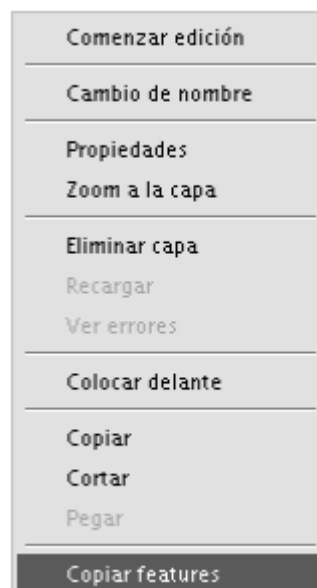 Comenzar edición
Cambio de nombre
Propiedades
Zoom a la capa
Eliminar capa
Recargar
Ver errores
Colocar delante
Copiar
Cortar
Pegar
Copiar features